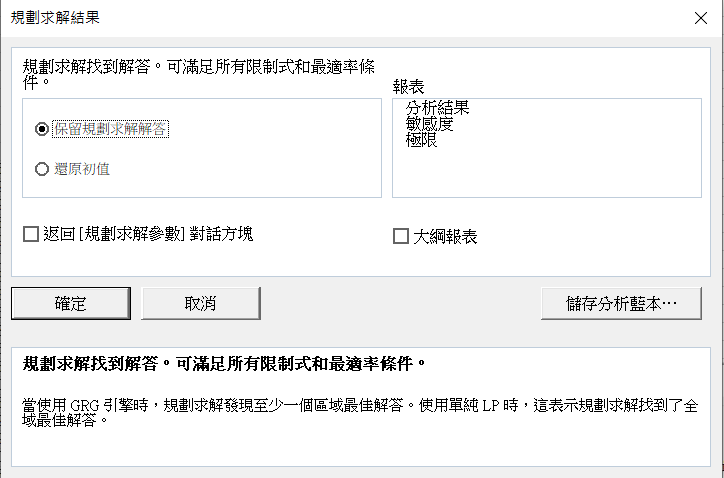 規劃求解結果
規劃求解找到解答。可滿足所有限制式和最適率條
件。
保留規劃求解解答
還原初值
報表
分析結果
敏感度
極限
返回 [規劃求解參數] 對話方塊
大綱報表
確定
取消
儲存分析藍本…
規劃求解找到解答。可滿足所有限制式和最適率條件。
當使用 GRG 引擎時，規劃求解發現至少一個區域最佳解答。使用單純 LP 時，這表示規劃求解找到了全
域最佳解答。